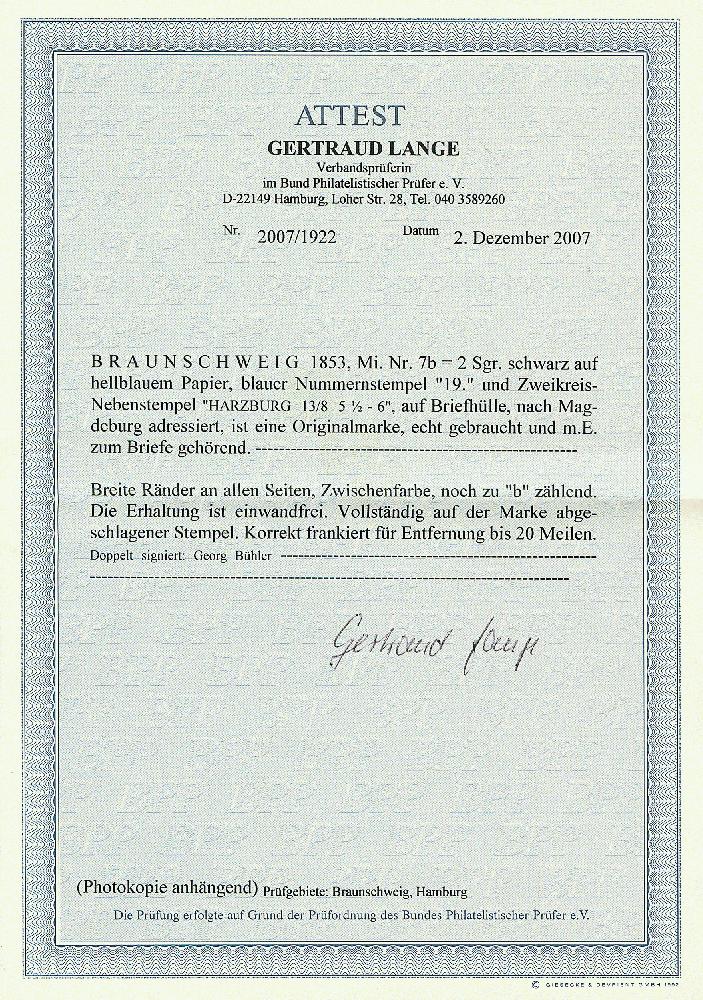 ATTEST
GERTRAUD LANGE
Verbandsprüferin
im Bund Philatelistischer Prüfer e. V.
D-22149 Hamburg, Loher Str. 28, Tel. 040 3589260
Nr. 2007/1922 Datum 2. Dezember 2007
BRAUNSCHWEIG 1853, Mi. Nr. 7b = 2 Sgr. schwarz auf
hellblauem Papier, blauer Nummernstempel "19." und Zweikreis-
Nebenstempel "HARZBURG 13/8 5 ½ - 6", auf Briefhülle, nach Mag-
deburg adressiert, ist eine Originalmarke, echt gebraucht und m.E.
zum Briefe gehörend.
Breite Ränder an allen Seiten, Zwischenfarbe, noch zu "b" zählend.
Die Erhaltung ist einwandfrei. Vollständig auf der Marke abge-
schlagener Stempel. Korrekt frankiert für Entfernung bis 20 Meilen.
Doppelt signiert: Georg Bühler
Gertraud Lange
(Photokopie anhängend) Prüfgebiete: Braunschweig, Hamburg
Die Prüfung erfolgte auf Grund der Prüfordnung des Bundes Philatelistischer Prüfer e.V.
© GIESECKE & DEVRIENT GMBH 1992